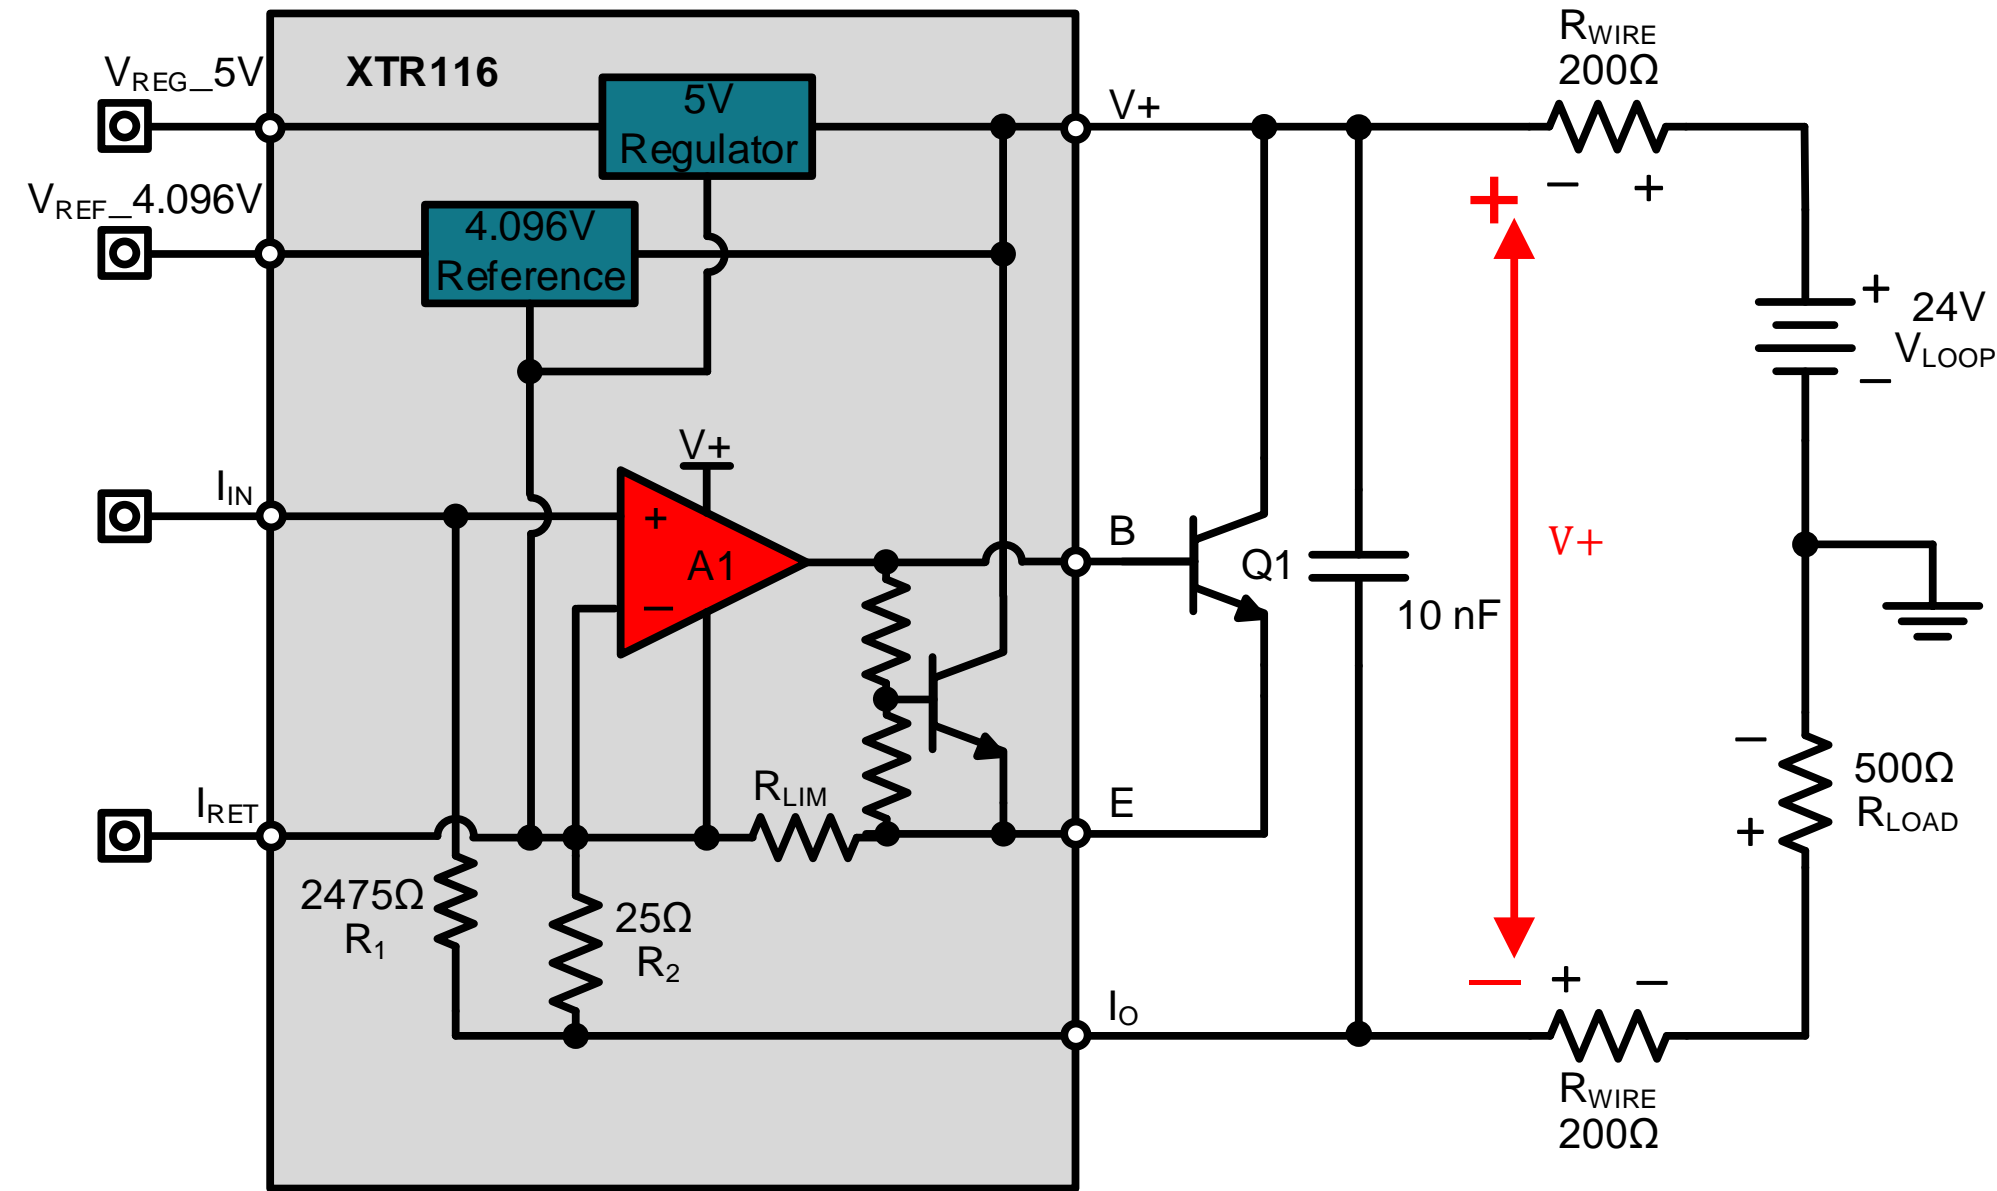 XTR116
VREG_5V
VREF_4.096V
5V
Regulator
4.096V
Reference
V+
RWIRE
200Ω
− +
+
+
24V
VLOOP
−
V+
IIN
+
A1
−
B
Q1
10 nF
V+
−
500Ω
RLOAD
+
IRET
RLIM
E
2475Ω
R1
25Ω
R2
IO
−
+ −
RWIRE
200Ω